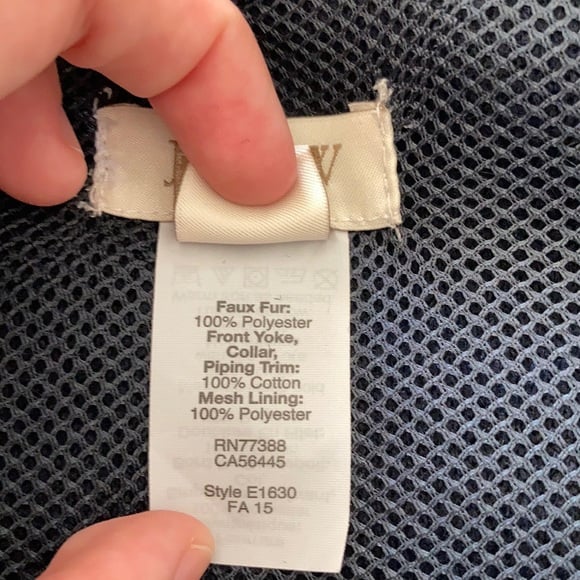 Faux Fur:
100% Polyester
Front Yoke,
Collar,
Piping Trim:
100% Cotton
Mesh Lining:
100% Polyester
RN77388
CA56445
Style E1630
FA 15